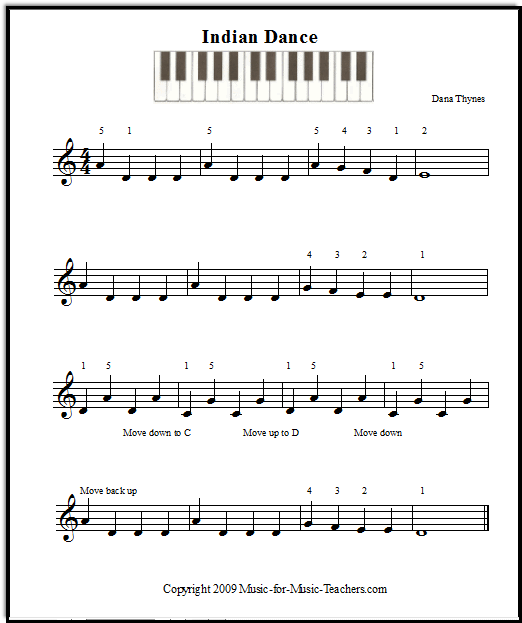 Indian Dance
Dana Thynes
5 1 5 5 4 3 1 2
4
4
4 3 2 1
1 5 1 5 1 5 1 5
Move down to C Move up to D Move down
Move back up 4 3 2 1
Copyright 2009 Music-for-Music-Teachers.com